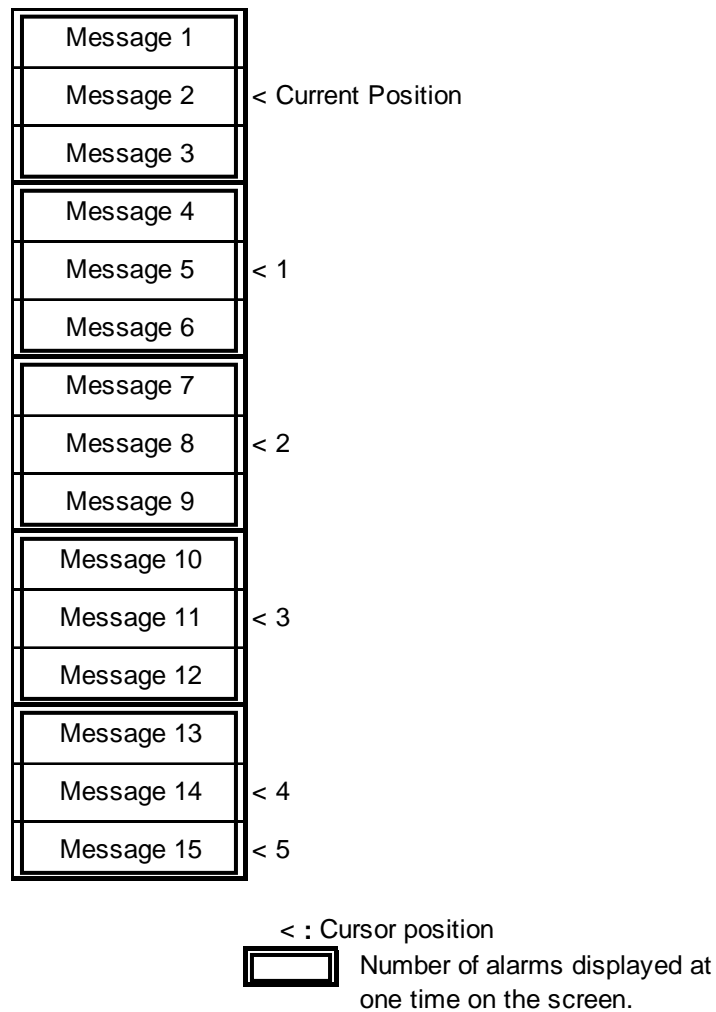 Message 1
Message 2 < Current Position
Message 3
Message 4
Message 5 < 1
Message 6
Message 7
Message 8 < 2
Message 9
Message 10
Message 11 < 3
Message 12
Message 13
Message 14 < 4
Message 15 < 5
< : Cursor position
Number of alarms displayed at
one time on the screen.